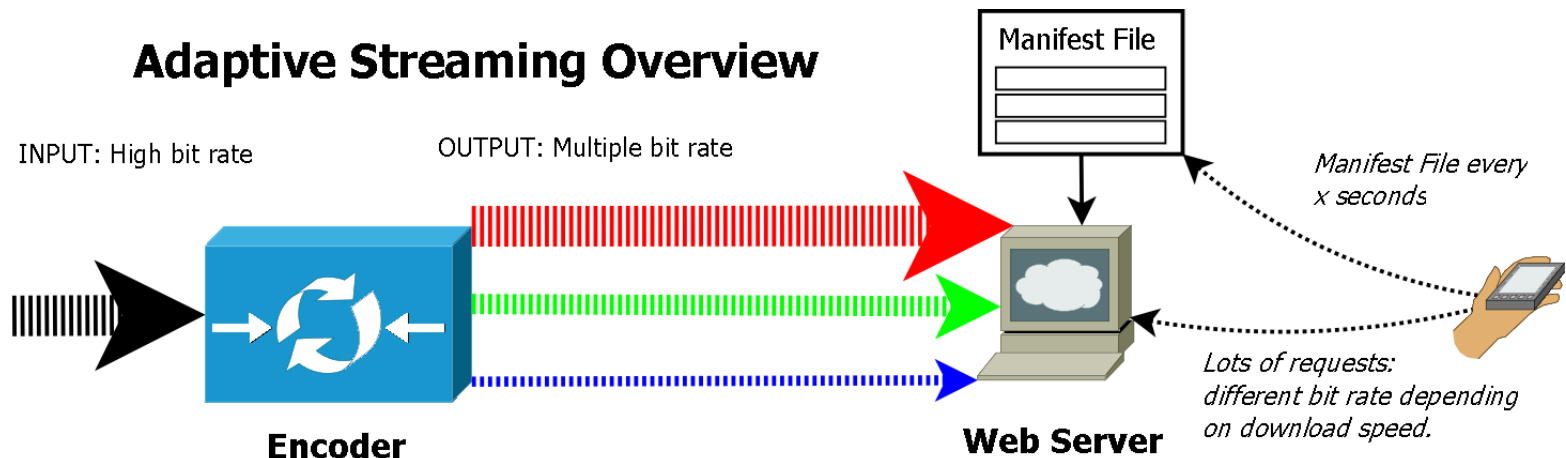 Adaptive Streaming Overview
INPUT: High bit rate
OUTPUT: Multiple bit rate
Manifest File
Manifest File every
x seconds
Lots of requests:
different bit rate depending
on download speed.
Encoder
Web Server